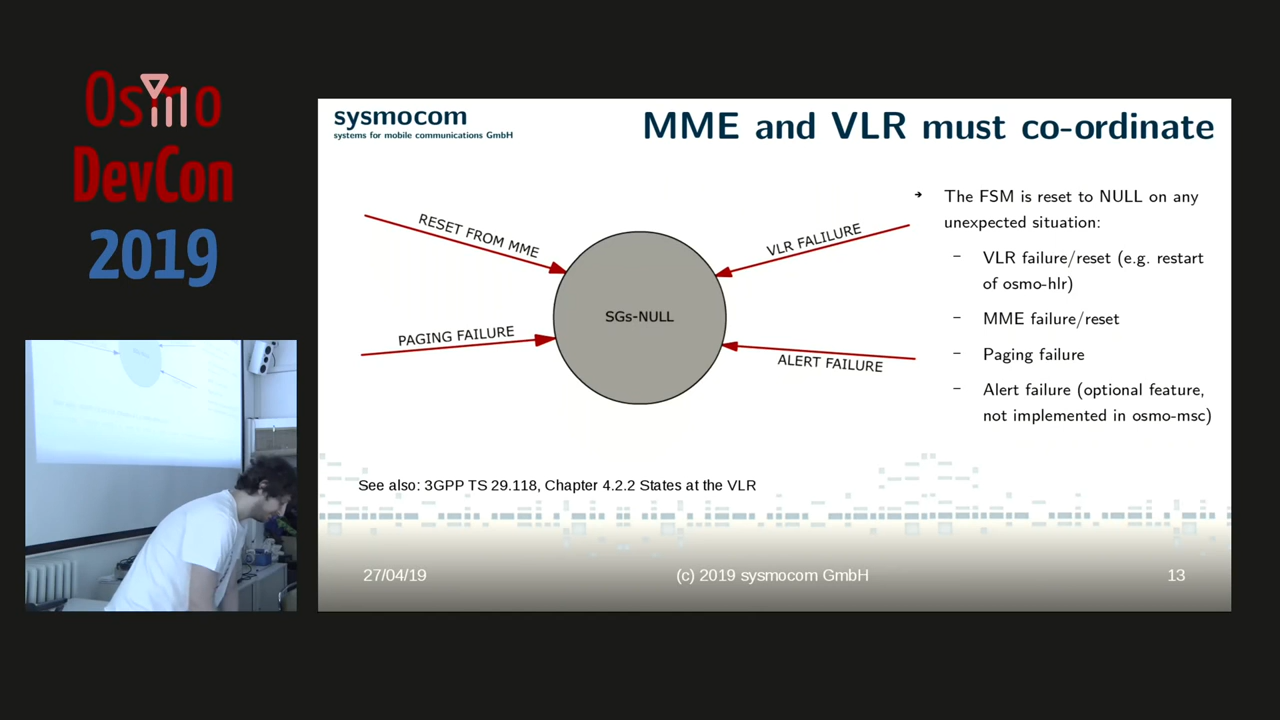 Osmo
DevCon
2019
sysmocom
systems for mobile communications GmbH
MME and VLR must co-ordinate
RESET FROM MME
VLR FALILURE
PAGING FAILURE
ALERT FAILURE
SGs-NULL
➔ The FSM is reset to NULL on any
unexpected situation:
– VLR failure/reset (e.g. restart
of osmo-hlr)
– MME failure/reset
– Paging failure
– Alert failure (optional feature,
not implemented in osmo-msc)
See also: 3GPP TS 29.118, Chapter 4.2.2 States at the VLR
27/04/19
(c) 2019 sysmocom GmbH
13